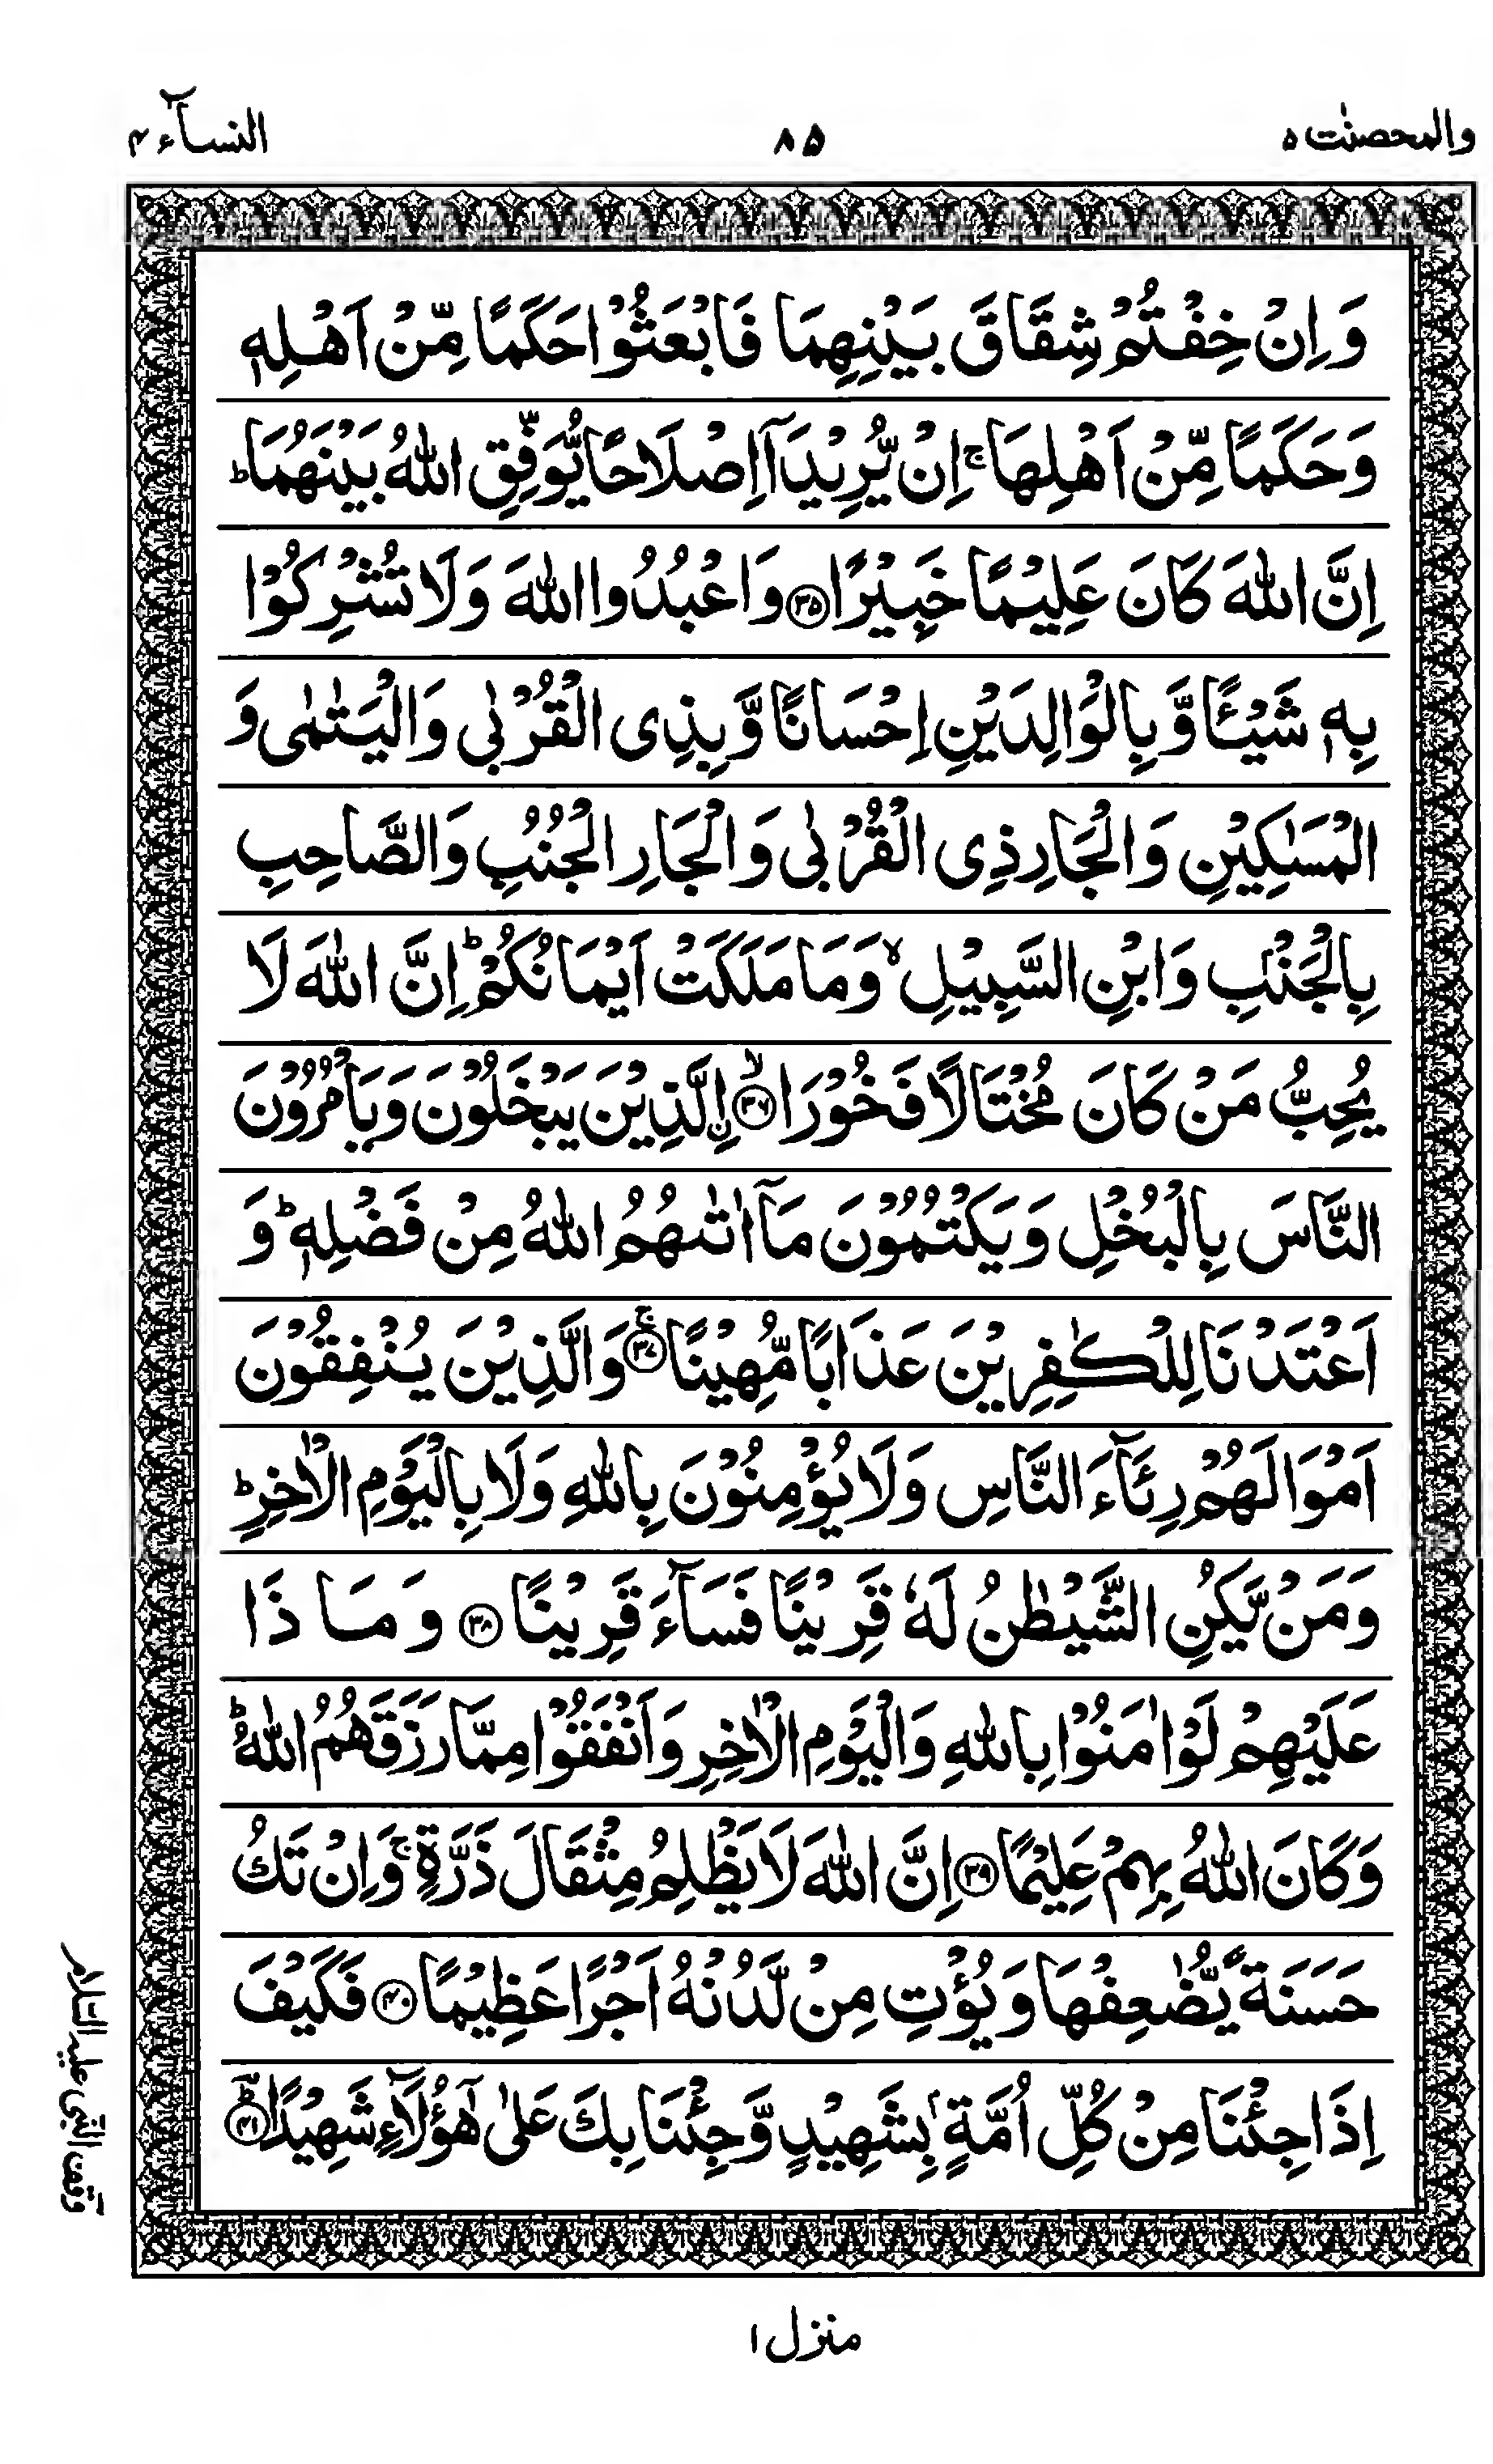 والمحصنٰت ۵
۸۵
النسآء ۴
وَ اِنْ خِفْتُمْ شِقَاقَ بَيْنِهِمَا فَابْعَثُوْا حَكَمًا مِّنْ اَهْلِهٖ
وَحَكَمًا مِّنْ اَهْلِهَا ۚ اِنْ يُّرِيْدَاۤ اِصْلَاحًا يُّوَفِّقِ اللّٰهُ بَيْنَهُمَا ؕ
اِنَّ اللّٰهَ كَانَ عَلِيْمًا خَبِيْرًا ۝۳۵ وَاعْبُدُوا اللّٰهَ وَلَا تُشْرِكُوْا
بِهٖ شَيْـًٔا وَّبِالْوَالِدَيْنِ اِحْسَانًا وَّبِذِى الْقُرْبٰى وَالْيَتٰمٰى وَ
الْمَسٰكِيْنِ وَالْجَارِ ذِى الْقُرْبٰى وَالْجَارِ الْجُنُبِ وَالصَّاحِبِ
بِالْجَنْۢبِ وَابْنِ السَّبِيْلِ ۙ وَمَا مَلَكَتْ اَيْمَانُكُمْ ؕ اِنَّ اللّٰهَ لَا
يُحِبُّ مَنْ كَانَ مُخْتَالًا فَخُوْرَا ۝۳۶ ۙ اِۨلَّذِيْنَ يَبْخَلُوْنَ وَيَاْمُرُوْنَ
النَّاسَ بِالْبُخْلِ وَيَكْتُمُوْنَ مَاۤ اٰتٰىهُمُ اللّٰهُ مِنْ فَضْلِهٖ ؕ وَ
اَعْتَدْنَا لِلْكٰفِرِيْنَ عَذَابًا مُّهِيْنًا ۝۳۷ ۚ وَالَّذِيْنَ يُنْفِقُوْنَ
اَمْوَالَهُمْ رِئَآءَ النَّاسِ وَلَا يُؤْمِنُوْنَ بِاللّٰهِ وَلَا بِالْيَوْمِ الْاٰخِرِ ؕ
وَمَنْ يَّكُنِ الشَّيْطٰنُ لَهٗ قَرِيْنًا فَسَآءَ قَرِيْنًا ۝۳۸ وَمَا ذَا
عَلَيْهِمْ لَوْ اٰمَنُوْا بِاللّٰهِ وَالْيَوْمِ الْاٰخِرِ وَاَنْفَقُوْا مِمَّا رَزَقَهُمُ اللّٰهُ ؕ
وَكَانَ اللّٰهُ بِهِمْ عَلِيْمًا ۝۳۹ اِنَّ اللّٰهَ لَا يَظْلِمُ مِثْقَالَ ذَرَّةٍ ۚ وَاِنْ تَكُ
حَسَنَةً يُّضٰعِفْهَا وَيُؤْتِ مِنْ لَّدُنْهُ اَجْرًا عَظِيْمًا ۝۴۰ فَكَيْفَ
اِذَا جِئْنَا مِنْ كُلِّ اُمَّةٍۭ بِشَهِيْدٍ وَّجِئْنَا بِكَ عَلٰى هٰۤؤُلَآءِ شَهِيْدًا ۝۴۱ ؕ
وقف النبی علیہ السلام
منزل ۱